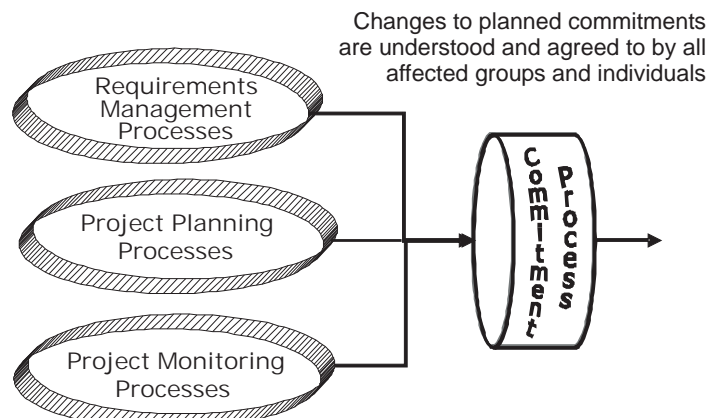 Changes to planned commitments
are understood and agreed to by all
affected groups and individuals
Requirements
Management
Processes
Project Planning
Processes
Project Monitoring
Processes
Commitment
Process